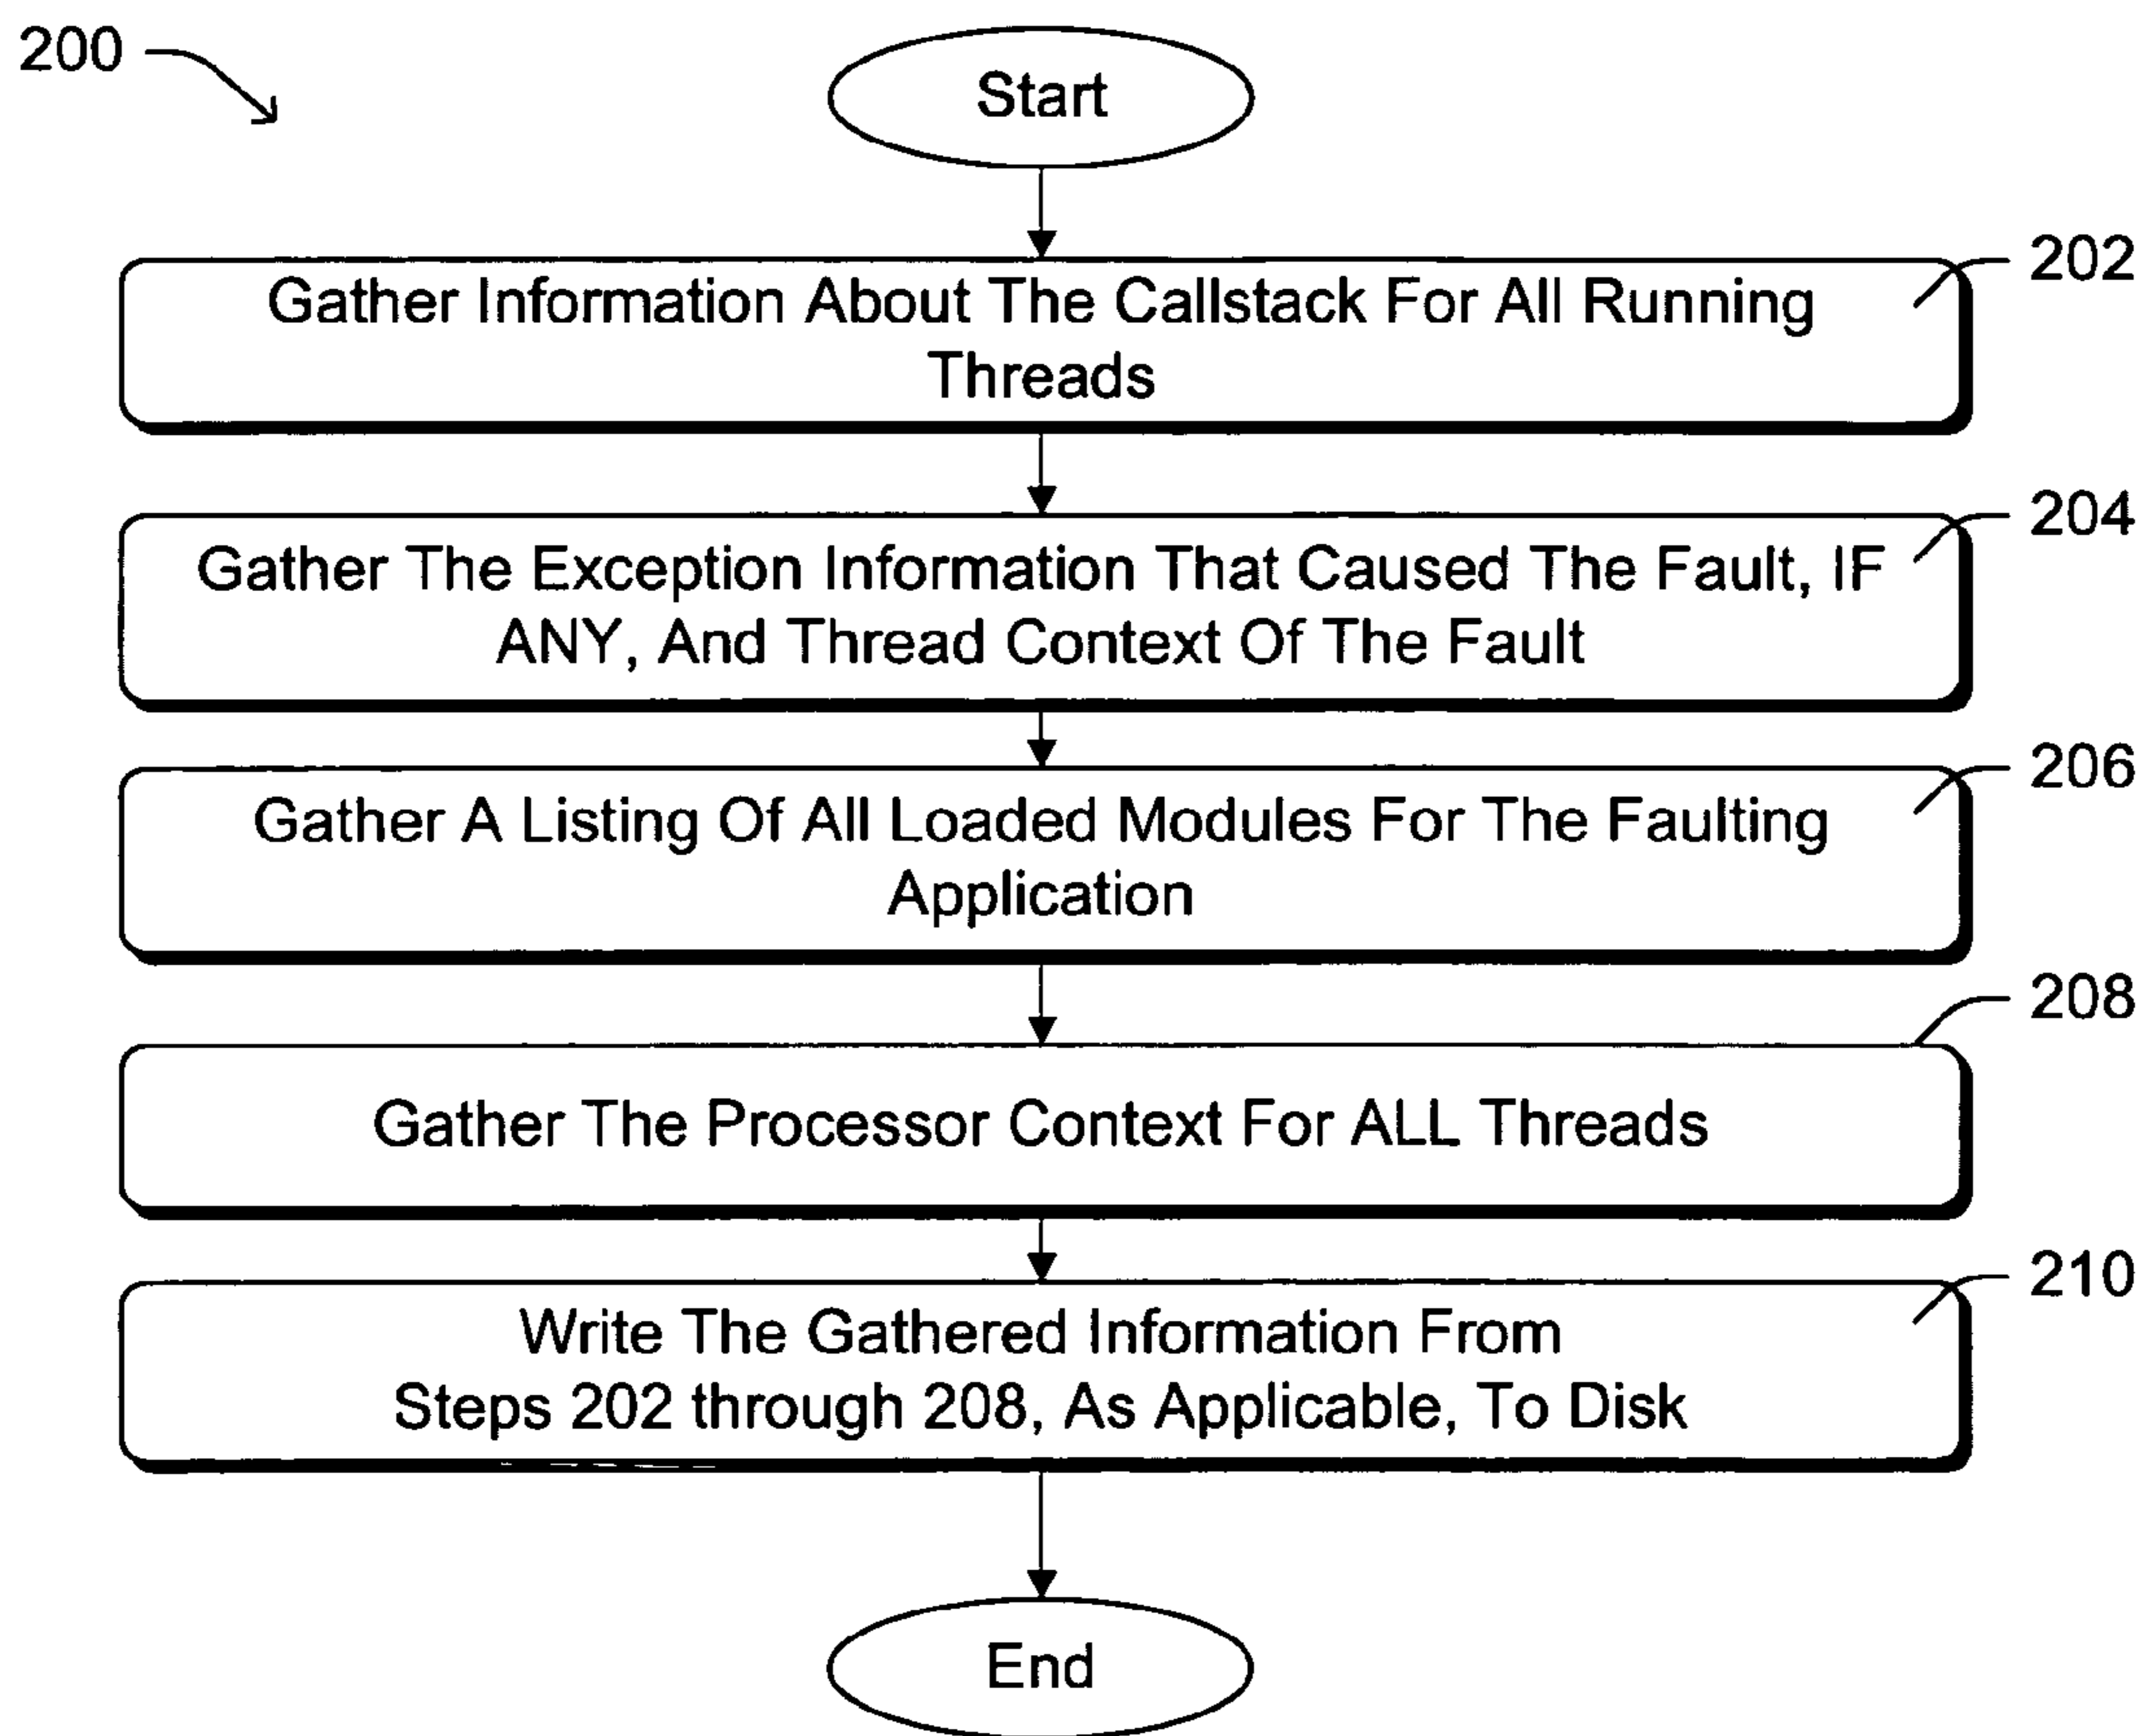 200
Start
202
Gather Information About The Callstack For All Running
Threads
204
Gather The Exception Information That Caused The Fault, IF
ANY, And Thread Context Of The Fault
206
Gather A Listing Of All Loaded Modules For The Faulting
Application
208
Gather The Processor Context For ALL Threads
210
Write The Gathered Information From
Steps 202 through 208, As Applicable, To Disk
End